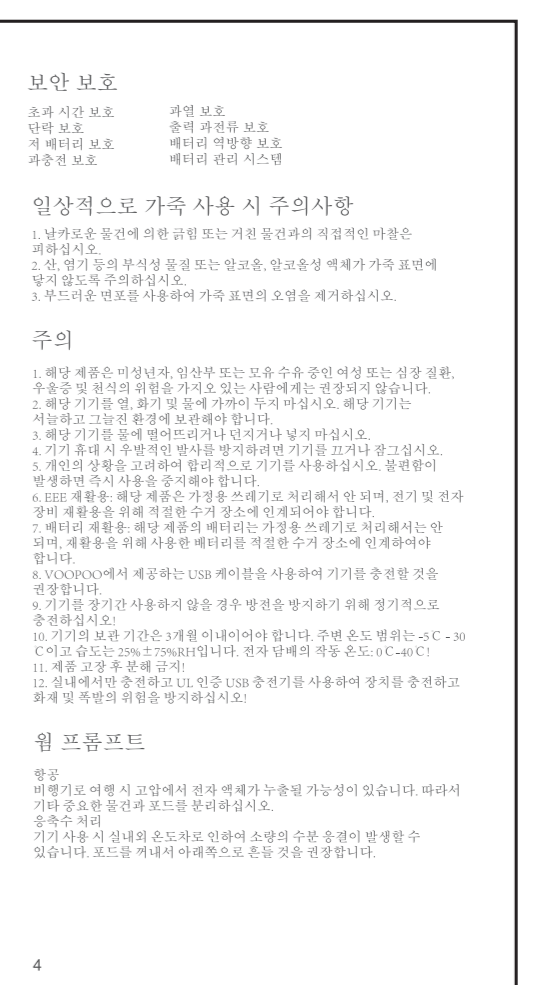 보안 보호
초과 시간 보호 과열 보호
단락 보호 출력 과전류 보호
저 배터리 보호 배터리 역방향 보호
과충전 보호 배터리 관리 시스템
일상적으로 가죽 사용 시 주의사항
1. 날카로운 물건에 의한 긁힘 또는 거친 물건과의 직접적인 마찰은
피하십시오.
2. 산, 염기 등의 부식성 물질 또는 알코올, 알코올성 액체가 가죽 표면에
닿지 않도록 주의하십시오.
3. 부드러운 면포를 사용하여 가죽 표면의 오염을 제거하십시오.
주의
1. 해당 제품은 미성년자, 임산부 또는 모유 수유 중인 여성 또는 심장 질환,
우울증 및 천식의 위험을 가지오 있는 사람에게는 권장되지 않습니다.
2. 해당 기기를 열, 화기 및 물에 가까이 두지 마십시오. 해당 기기는
서늘하고 그늘진 환경에 보관해야 합니다.
3. 해당 기기를 물에 떨어뜨리거나 던지거나 넣지 마십시오.
4. 기기 휴대 시 우발적인 발사를 방지하려면 기기를 끄거나 잠그십시오.
5. 개인의 상황을 고려하여 합리적으로 기기를 사용하십시오. 불편함이
발생하면 즉시 사용을 중지해야 합니다.
6. EEE 재활용: 해당 제품은 가정용 쓰레기로 처리해서 안 되며, 전기 및 전자
장비 재활용을 위해 적절한 수거 장소에 인계되어야 합니다.
7. 배터리 재활용: 해당 제품의 배터리는 가정용 쓰레기로 처리해서는 안
되며, 재활용을 위해 사용한 배터리를 적절한 수거 장소에 인계하여야
합니다.
8. VOOPOO에서 제공하는 USB 케이블을 사용하여 기기를 충전할 것을
권장합니다.
9. 기기를 장기간 사용하지 않을 경우 방전을 방지하기 위해 정기적으로
충전하십시오!
10. 기기의 보관 기간은 3개월 이내이어야 합니다. 주변 온도 범위는 -5 C - 30
C 이고 습도는 25%±75%RH입니다. 전자 담배의 작동 온도: 0 C-40 C!
11. 제품 고장 후 분해 금지!
12. 실내에서만 충전하고 UL 인증 USB 충전기를 사용하여 장치를 충전하고
화재 및 폭발의 위험을 방지하십시오!
웜 프롬프트
항공
비행기로 여행 시 고압에서 전자 액체가 누출될 가능성이 있습니다. 따라서
기타 중요한 물건과 포드를 분리하십시오.
응축수 처리
기기 사용 시 실내외 온도차로 인하여 소량의 수분 응결이 발생할 수
있습니다. 포드를 꺼내서 아래쪽으로 흔들 것을 권장합니다.
4